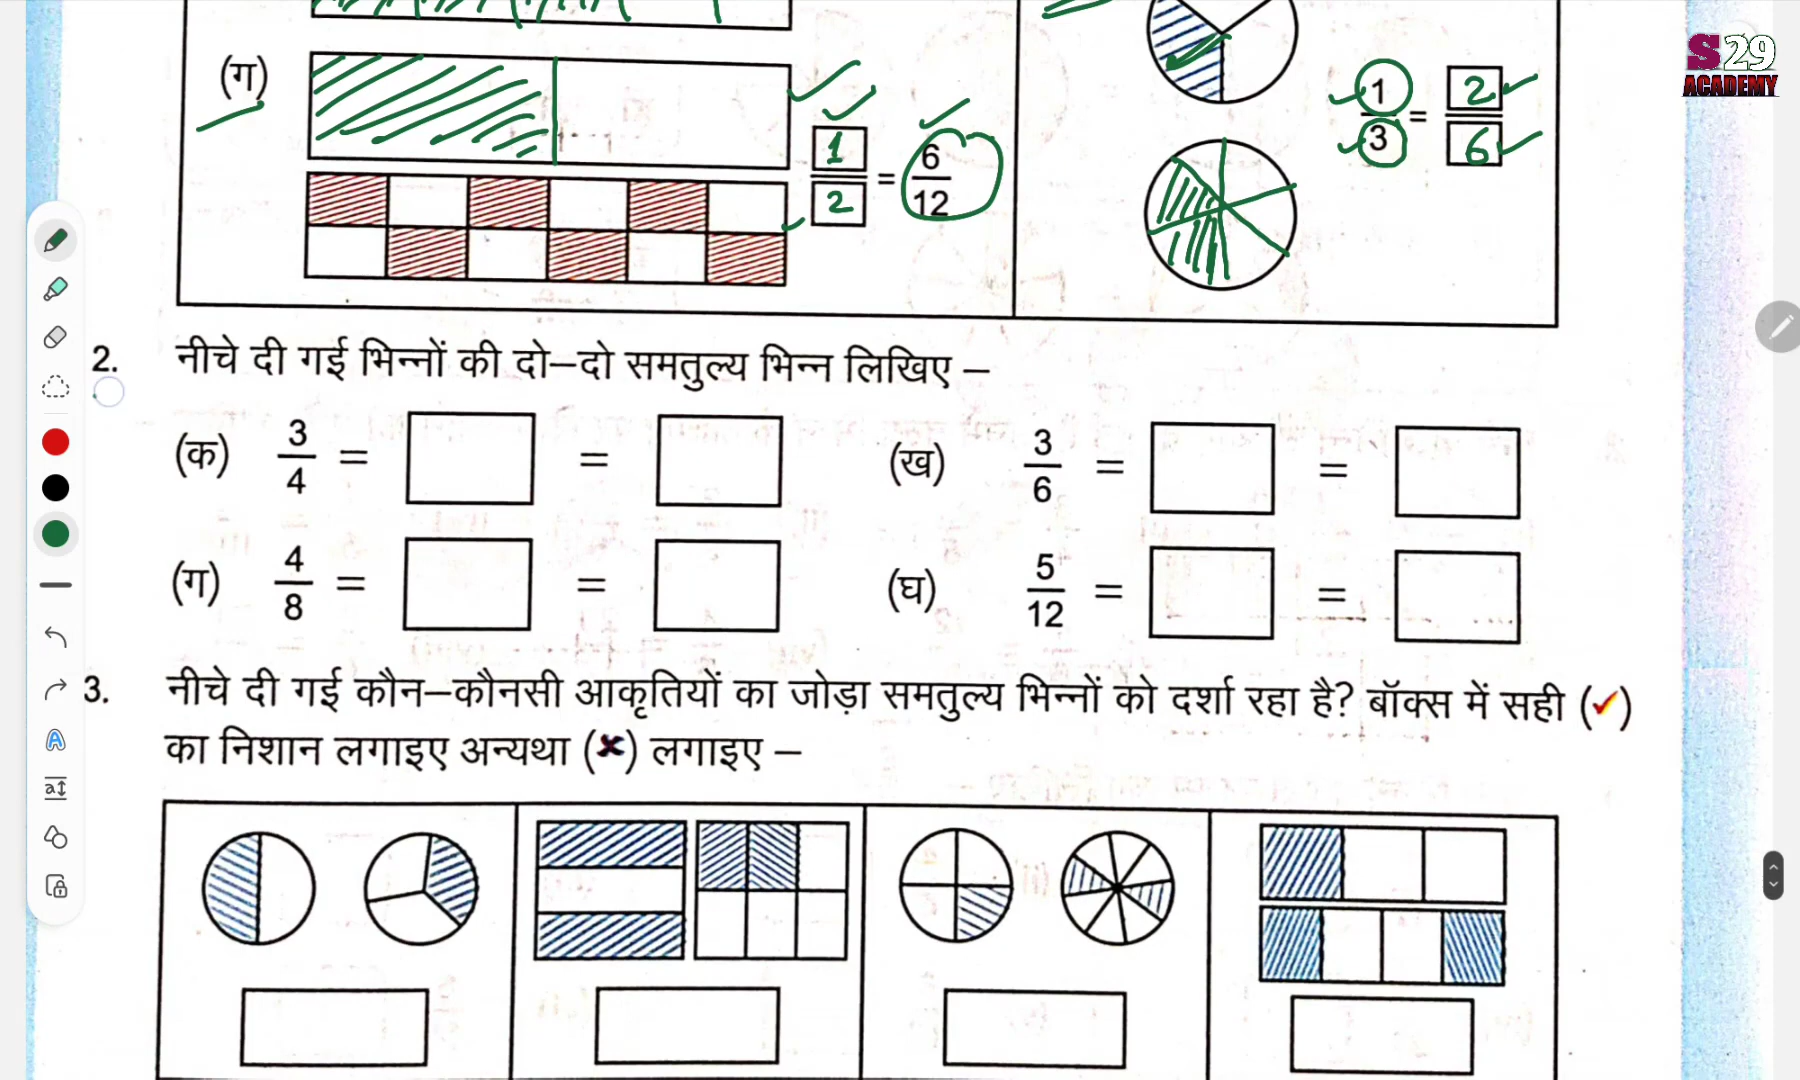 S 29
ACADEMY
(ग)
1/2 = 6/12
1/3 = 2/6
2. नीचे दी गई भिन्नों की दो–दो समतुल्य भिन्न लिखिए –
(क) 3/4 = =
(ख) 3/6 = =
(ग) 4/8 = =
(घ) 5/12 = =
3. नीचे दी गई कौन–कौनसी आकृतियों का जोड़ा समतुल्य भिन्नों को दर्शा रहा है? बॉक्स में सही (✓)
का निशान लगाइए अन्यथा (✗) लगाइए –